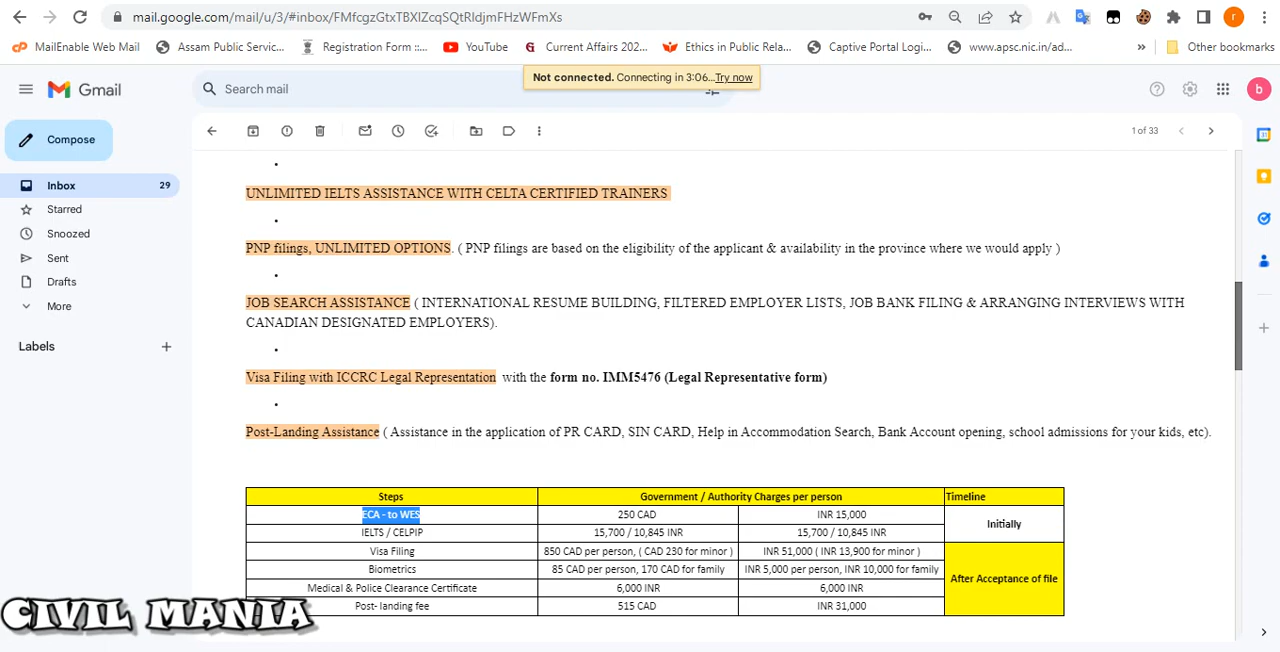 mail.google.com/mail/u/3/#inbox/FMfcgzGtxTBXIZcqSQtRIdjmFHzWFmXs
r
MailEnable Web Mail
Assam Public Servic...
Registration Form ::...
YouTube
Current Affairs 202...
Ethics in Public Rela...
Captive Portal Logi...
www.apsc.nic.in/ad...
»
Other bookmarks
Not connected. Connecting in 3:06...Try now
Gmail
Search mail
b
Compose
1 of 33
Inbox 29
Starred
Snoozed
Sent
Drafts
More
Labels
UNLIMITED IELTS ASSISTANCE WITH CELTA CERTIFIED TRAINERS
PNP filings, UNLIMITED OPTIONS. ( PNP filings are based on the eligibility of the applicant & availability in the province where we would apply )
JOB SEARCH ASSISTANCE ( INTERNATIONAL RESUME BUILDING, FILTERED EMPLOYER LISTS, JOB BANK FILING & ARRANGING INTERVIEWS WITH
CANADIAN DESIGNATED EMPLOYERS).
Visa Filing with ICCRC Legal Representation with the form no. IMM5476 (Legal Representative form)
Post-Landing Assistance ( Assistance in the application of PR CARD, SIN CARD, Help in Accommodation Search, Bank Account opening, school admissions for your kids, etc).
Steps Government / Authority Charges per person Timeline
ECA - to WES 250 CAD INR 15,000 Initially
IELTS / CELPIP 15,700 / 10,845 INR 15,700 / 10,845 INR
Visa Filing 850 CAD per person, ( CAD 230 for minor ) INR 51,000 ( INR 13,900 for minor ) After Acceptance of file
Biometrics 85 CAD per person, 170 CAD for family INR 5,000 per person, INR 10,000 for family
Medical & Police Clearance Certificate 6,000 INR 6,000 INR
Post- landing fee 515 CAD INR 31,000
CIVIL MANIA